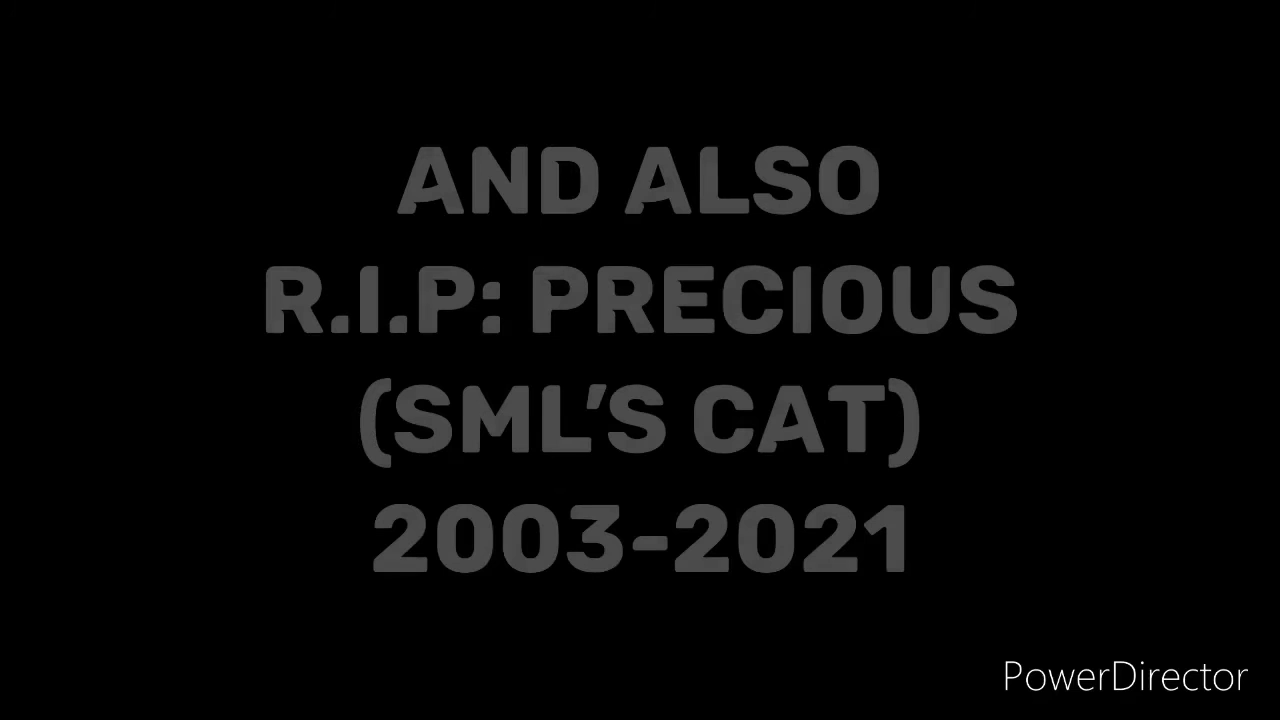 AND ALSO
R.I.P: PRECIOUS
(SML'S CAT)
2003-2021
PowerDirector